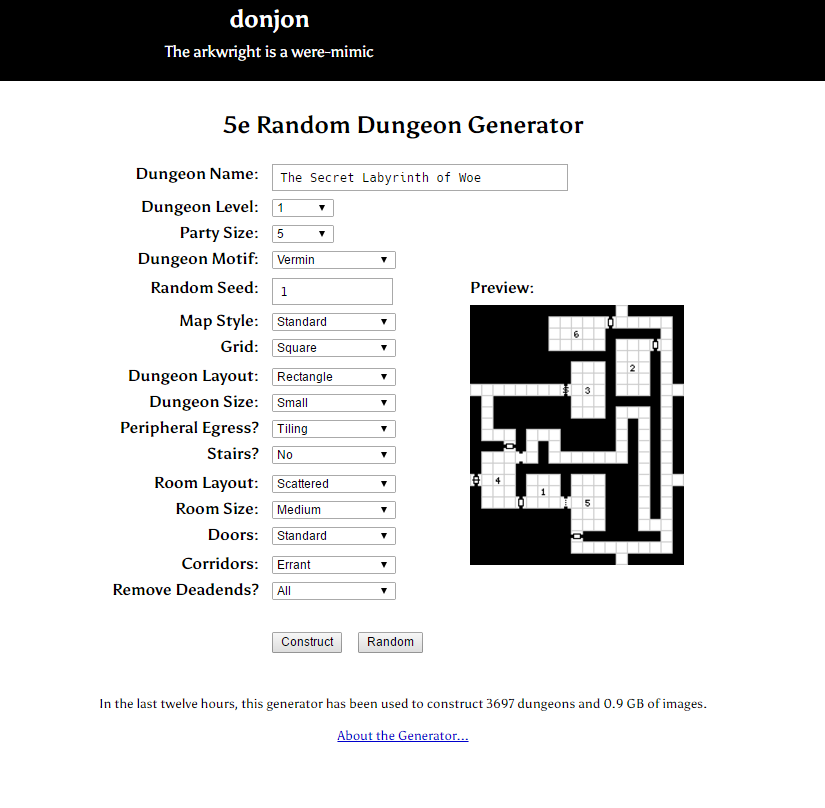 donjon
The arkwright is a were-mimic
5e Random Dungeon Generator
Dungeon Name: The Secret Labyrinth of Woe
Dungeon Level: 1
Party Size: 5
Dungeon Motif: Vermin
Random Seed: 1
Preview:
Map Style: Standard
Grid: Square
Dungeon Layout: Rectangle
Dungeon Size: Small
Peripheral Egress? Tiling
Stairs? No
Room Layout: Scattered
Room Size: Medium
Doors: Standard
Corridors: Errant
Remove Deadends? All
6
2
3
4
1
5
Construct Random
In the last twelve hours, this generator has been used to construct 3697 dungeons and 0.9 GB of images.
About the Generator...